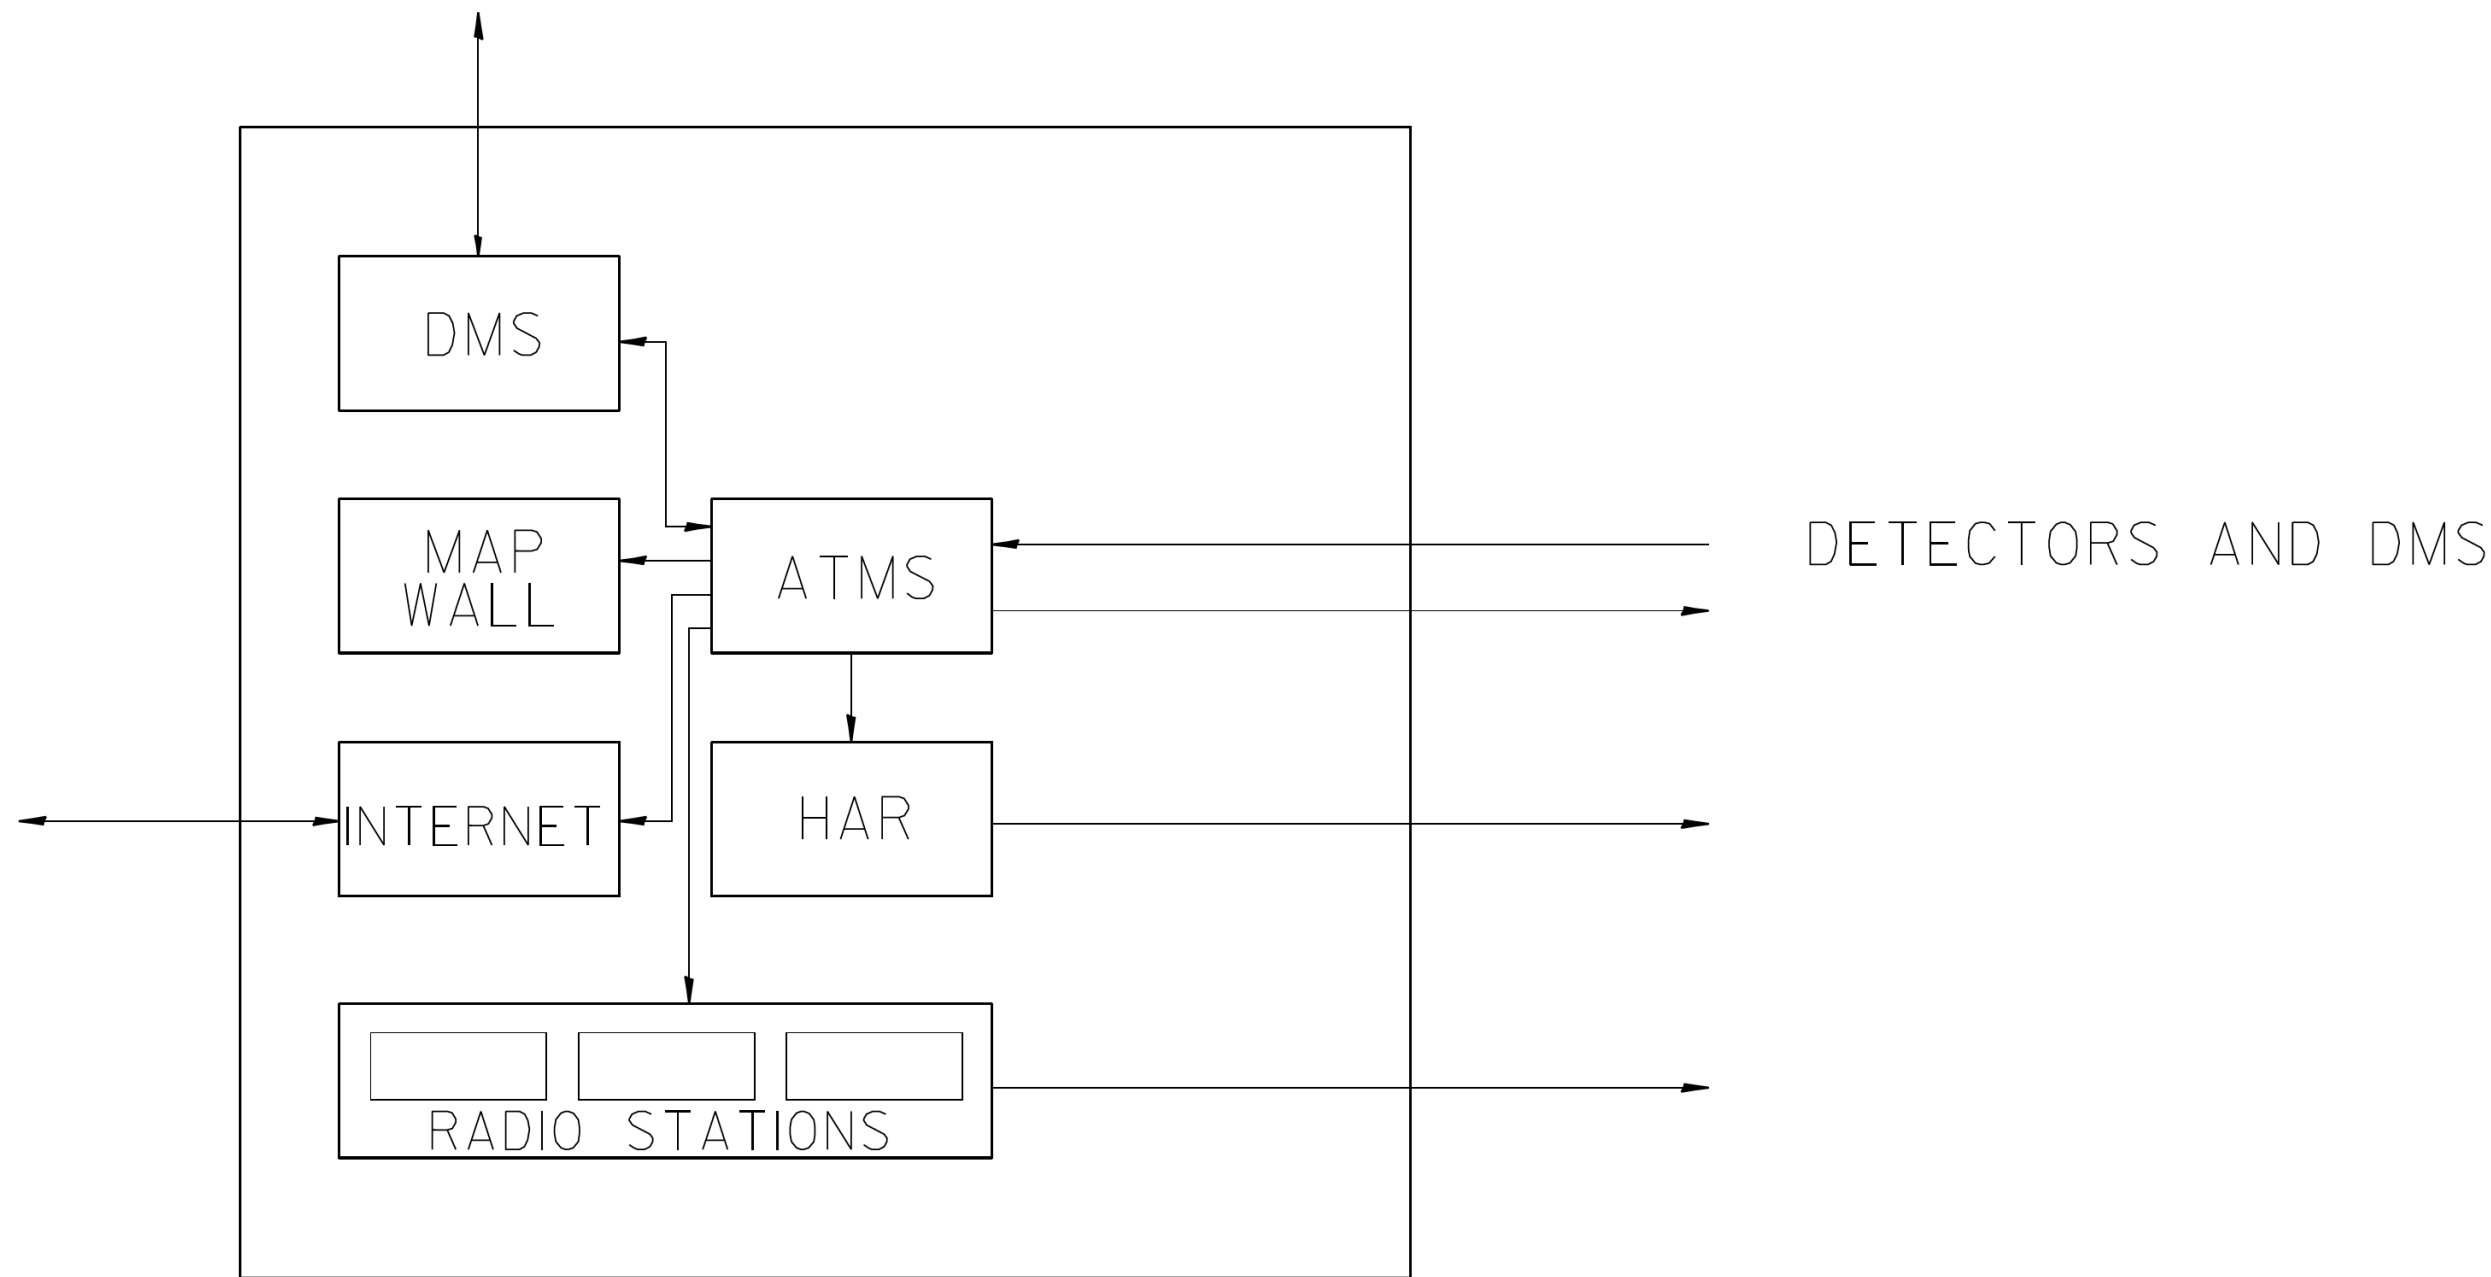 DMS
MAP
WALL
ATMS
DETECTORS AND DMS
INTERNET
HAR
RADIO STATIONS